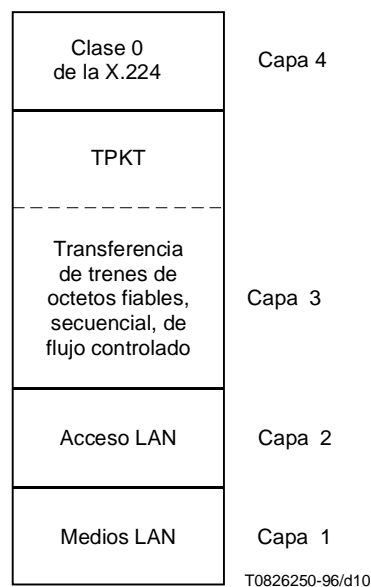 Clase 0
de la X.224
Capa 4
TPKT
Transferencia
de trenes de
octetos fiables,
secuencial, de
flujo controlado
Capa 3
Acceso LAN
Capa 2
Medios LAN
Capa 1
T0826250-96/d10